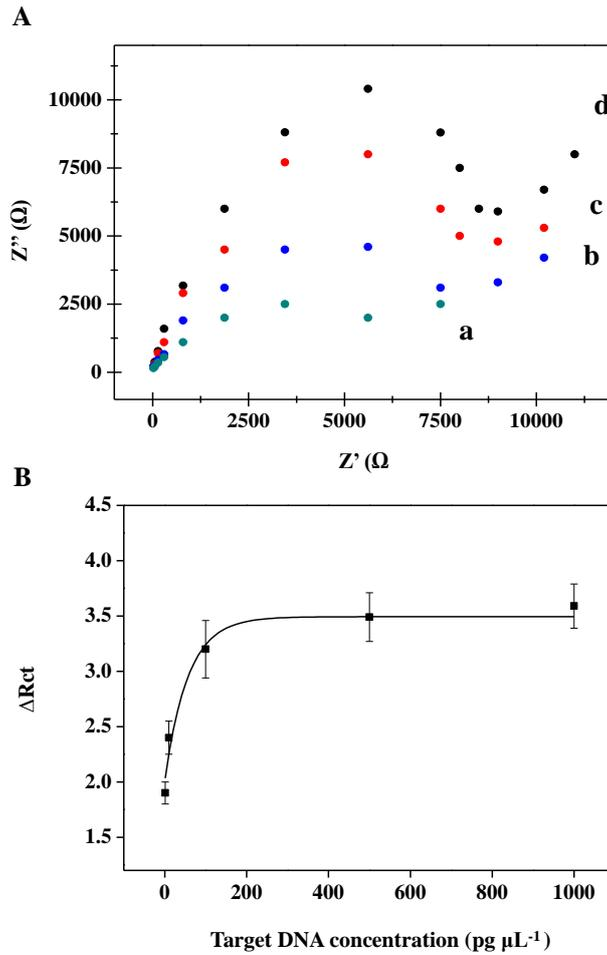 A
10000
7500
5000
2500
0
Z'' (Ω)
d
c
b
a
0
2500
5000
7500
10000
Z' (Ω
B
4.5
4.0
3.5
3.0
2.5
2.0
1.5
ΔRct
0
200
400
600
800
1000
Target DNA concentration (pg µL⁻¹)